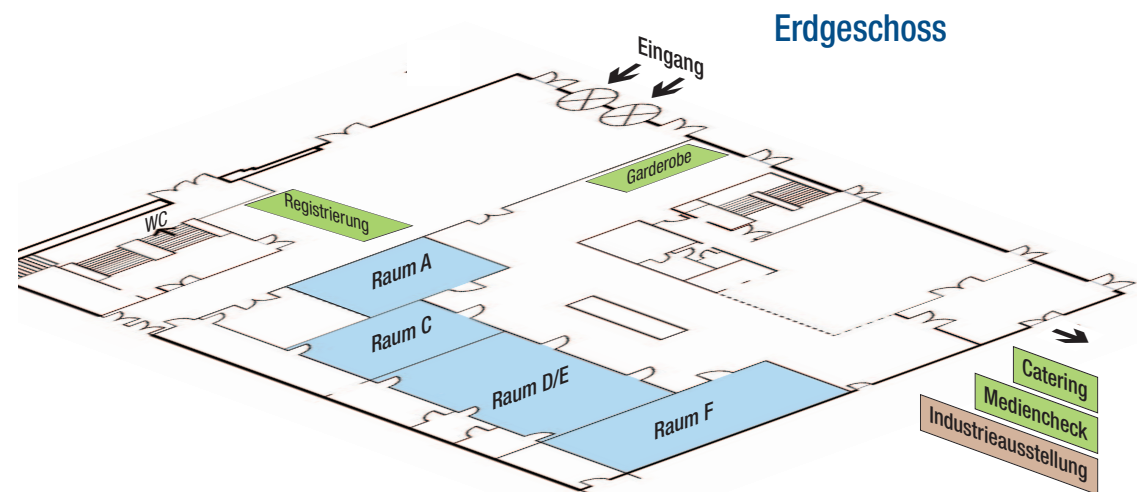 Erdgeschoss
Eingang
Garderobe
Registrierung
WC
Raum A
Raum C
Raum D/E
Raum F
Catering
Mediencheck
Industrieausstellung